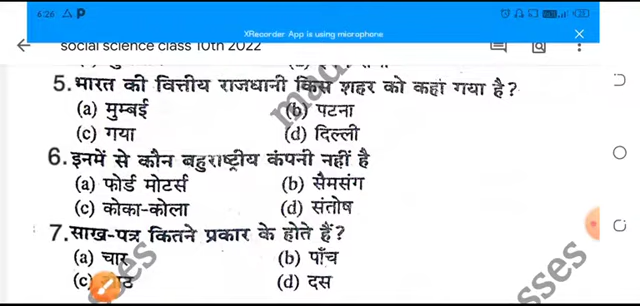 6:26
XRecorder App is using microphone
social science class 10th 2022
5. भारत की वित्तीय राजधानी किस शहर को कहां गया है?
(a) मुम्बई (b) पटना
(c) गया (d) दिल्ली
6. इनमें से कौन बहुराष्ट्रीय कंपनी नहीं है
(a) फोर्ड मोटर्स (b) सैमसंग
(c) कोका-कोला (d) संतोष
7. साख-पत्र कितने प्रकार के होते हैं?
(a) चार (b) पाँच
(c) (d) दस